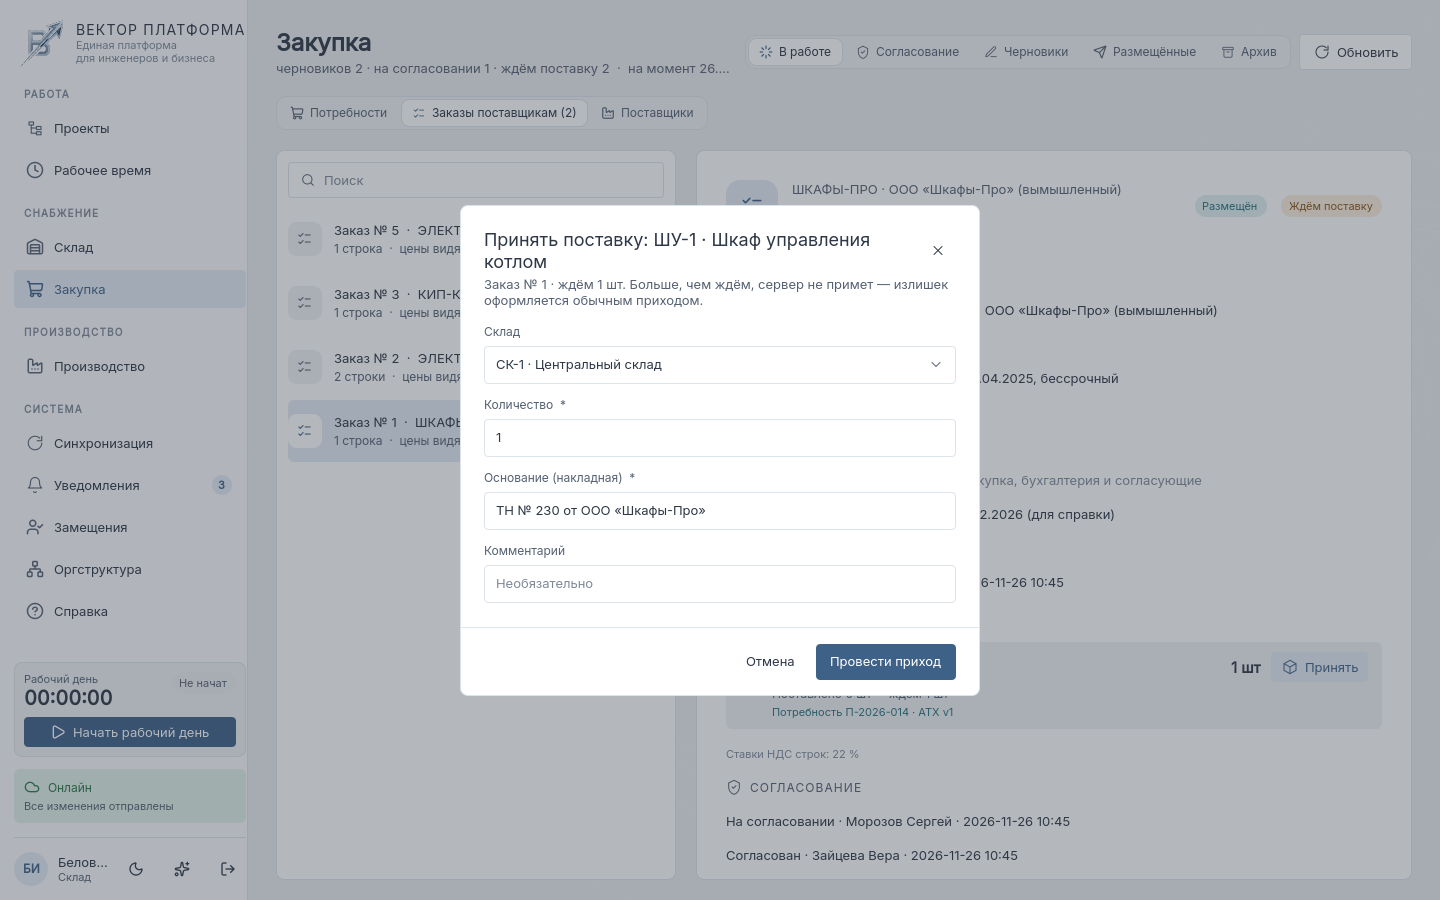 ВЕКТОР ПЛАТФОРМА
Единая платформа
для инженеров и бизнеса
РАБОТА
Проекты
Рабочее время
СНАБЖЕНИЕ
Склад
Закупка
ПРОИЗВОДСТВО
Производство
СИСТЕМА
Синхронизация
Уведомления 3
Замещения
Оргструктура
Справка
Рабочий день
Не начат
00:00:00
Начать рабочий день
Онлайн
Все изменения отправлены
БИ
Белов...
Склад
Закупка
черновиков 2 · на согласовании 1 · ждём поставку 2 · на момент 26....
В работе
Согласование
Черновики
Размещённые
Архив
Обновить
Потребности
Заказы поставщикам (2)
Поставщики
Поиск
Заказ № 5 · ЭЛЕКТ
1 строка · цены видя
Заказ № 3 · КИП-К
1 строка · цены видя
Заказ № 2 · ЭЛЕКТ
2 строки · цены видя
Заказ № 1 · ШКАФЫ
1 строка · цены видя
ШКАФЫ-ПРО · ООО «Шкафы-Про» (вымышленный)
Размещён
Ждём поставку
ООО «Шкафы-Про» (вымышленный)
.04.2025, бессрочный
купка, бухгалтерия и согласующие
2.2026 (для справки)
6-11-26 10:45
1 шт
Принять
Потребность П-2026-014 · АТХ v1
Ставки НДС строк: 22 %
СОГЛАСОВАНИЕ
На согласовании · Морозов Сергей · 2026-11-26 10:45
Согласован · Зайцева Вера · 2026-11-26 10:45
Принять поставку: ШУ-1 · Шкаф управления
котлом
Заказ № 1 · ждём 1 шт. Больше, чем ждём, сервер не примет — излишек
оформляется обычным приходом.
Склад
СК-1 · Центральный склад
Количество *
1
Основание (накладная) *
ТН № 230 от ООО «Шкафы-Про»
Комментарий
Необязательно
Отмена
Провести приход